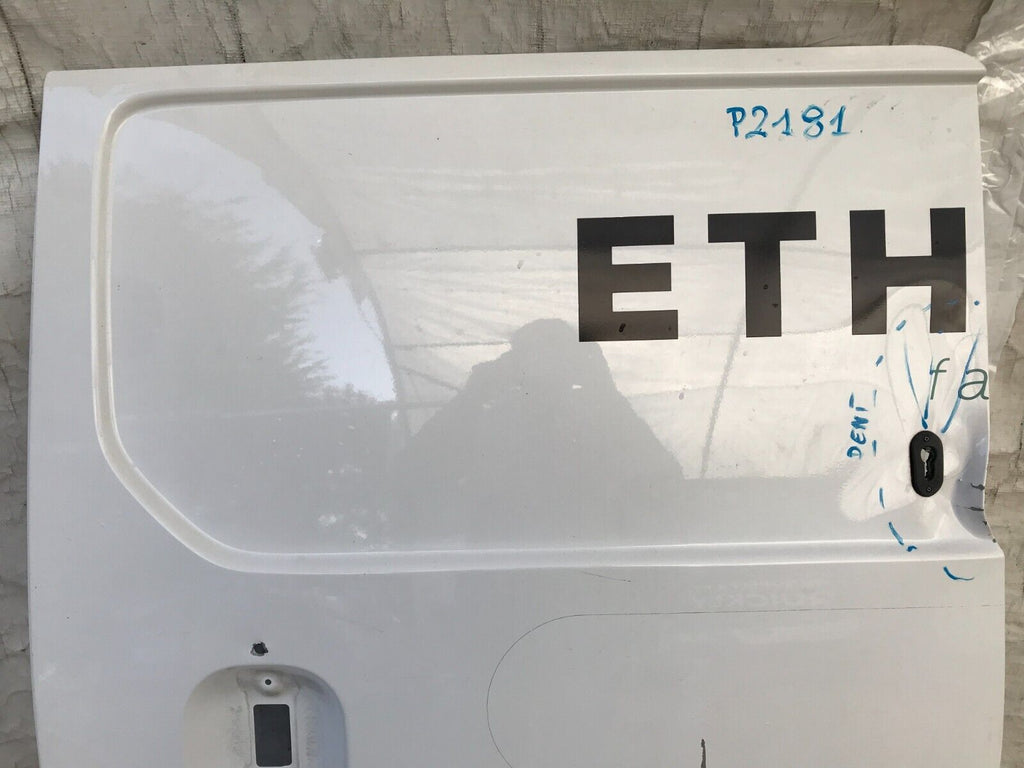 P2181
ETH
fa
DENT